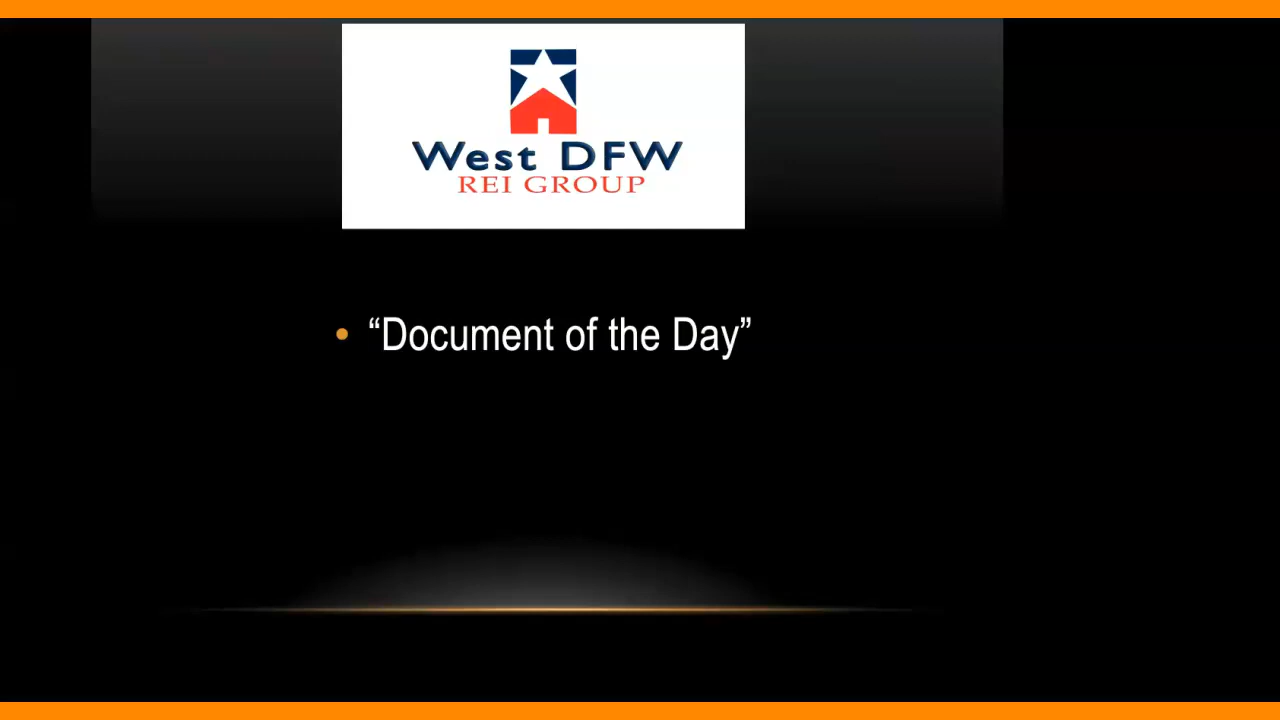 West DFW
REI GROUP
• “Document of the Day”